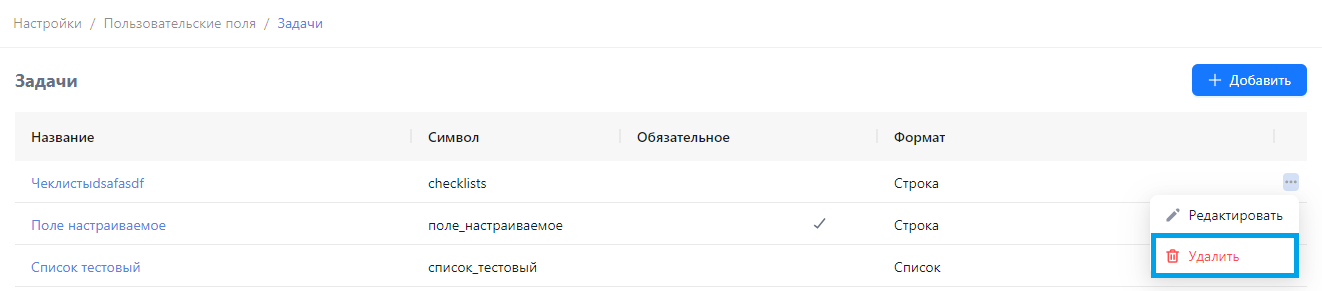 Настройки / Пользовательские поля / Задачи
Задачи
Добавить
Название Символ Обязательное Формат
Чеклистыdsafasdf checklists Строка
Поле настраиваемое поле_настраиваемое Строка
Редактировать
Список тестовый список_тестовый Список
Удалить